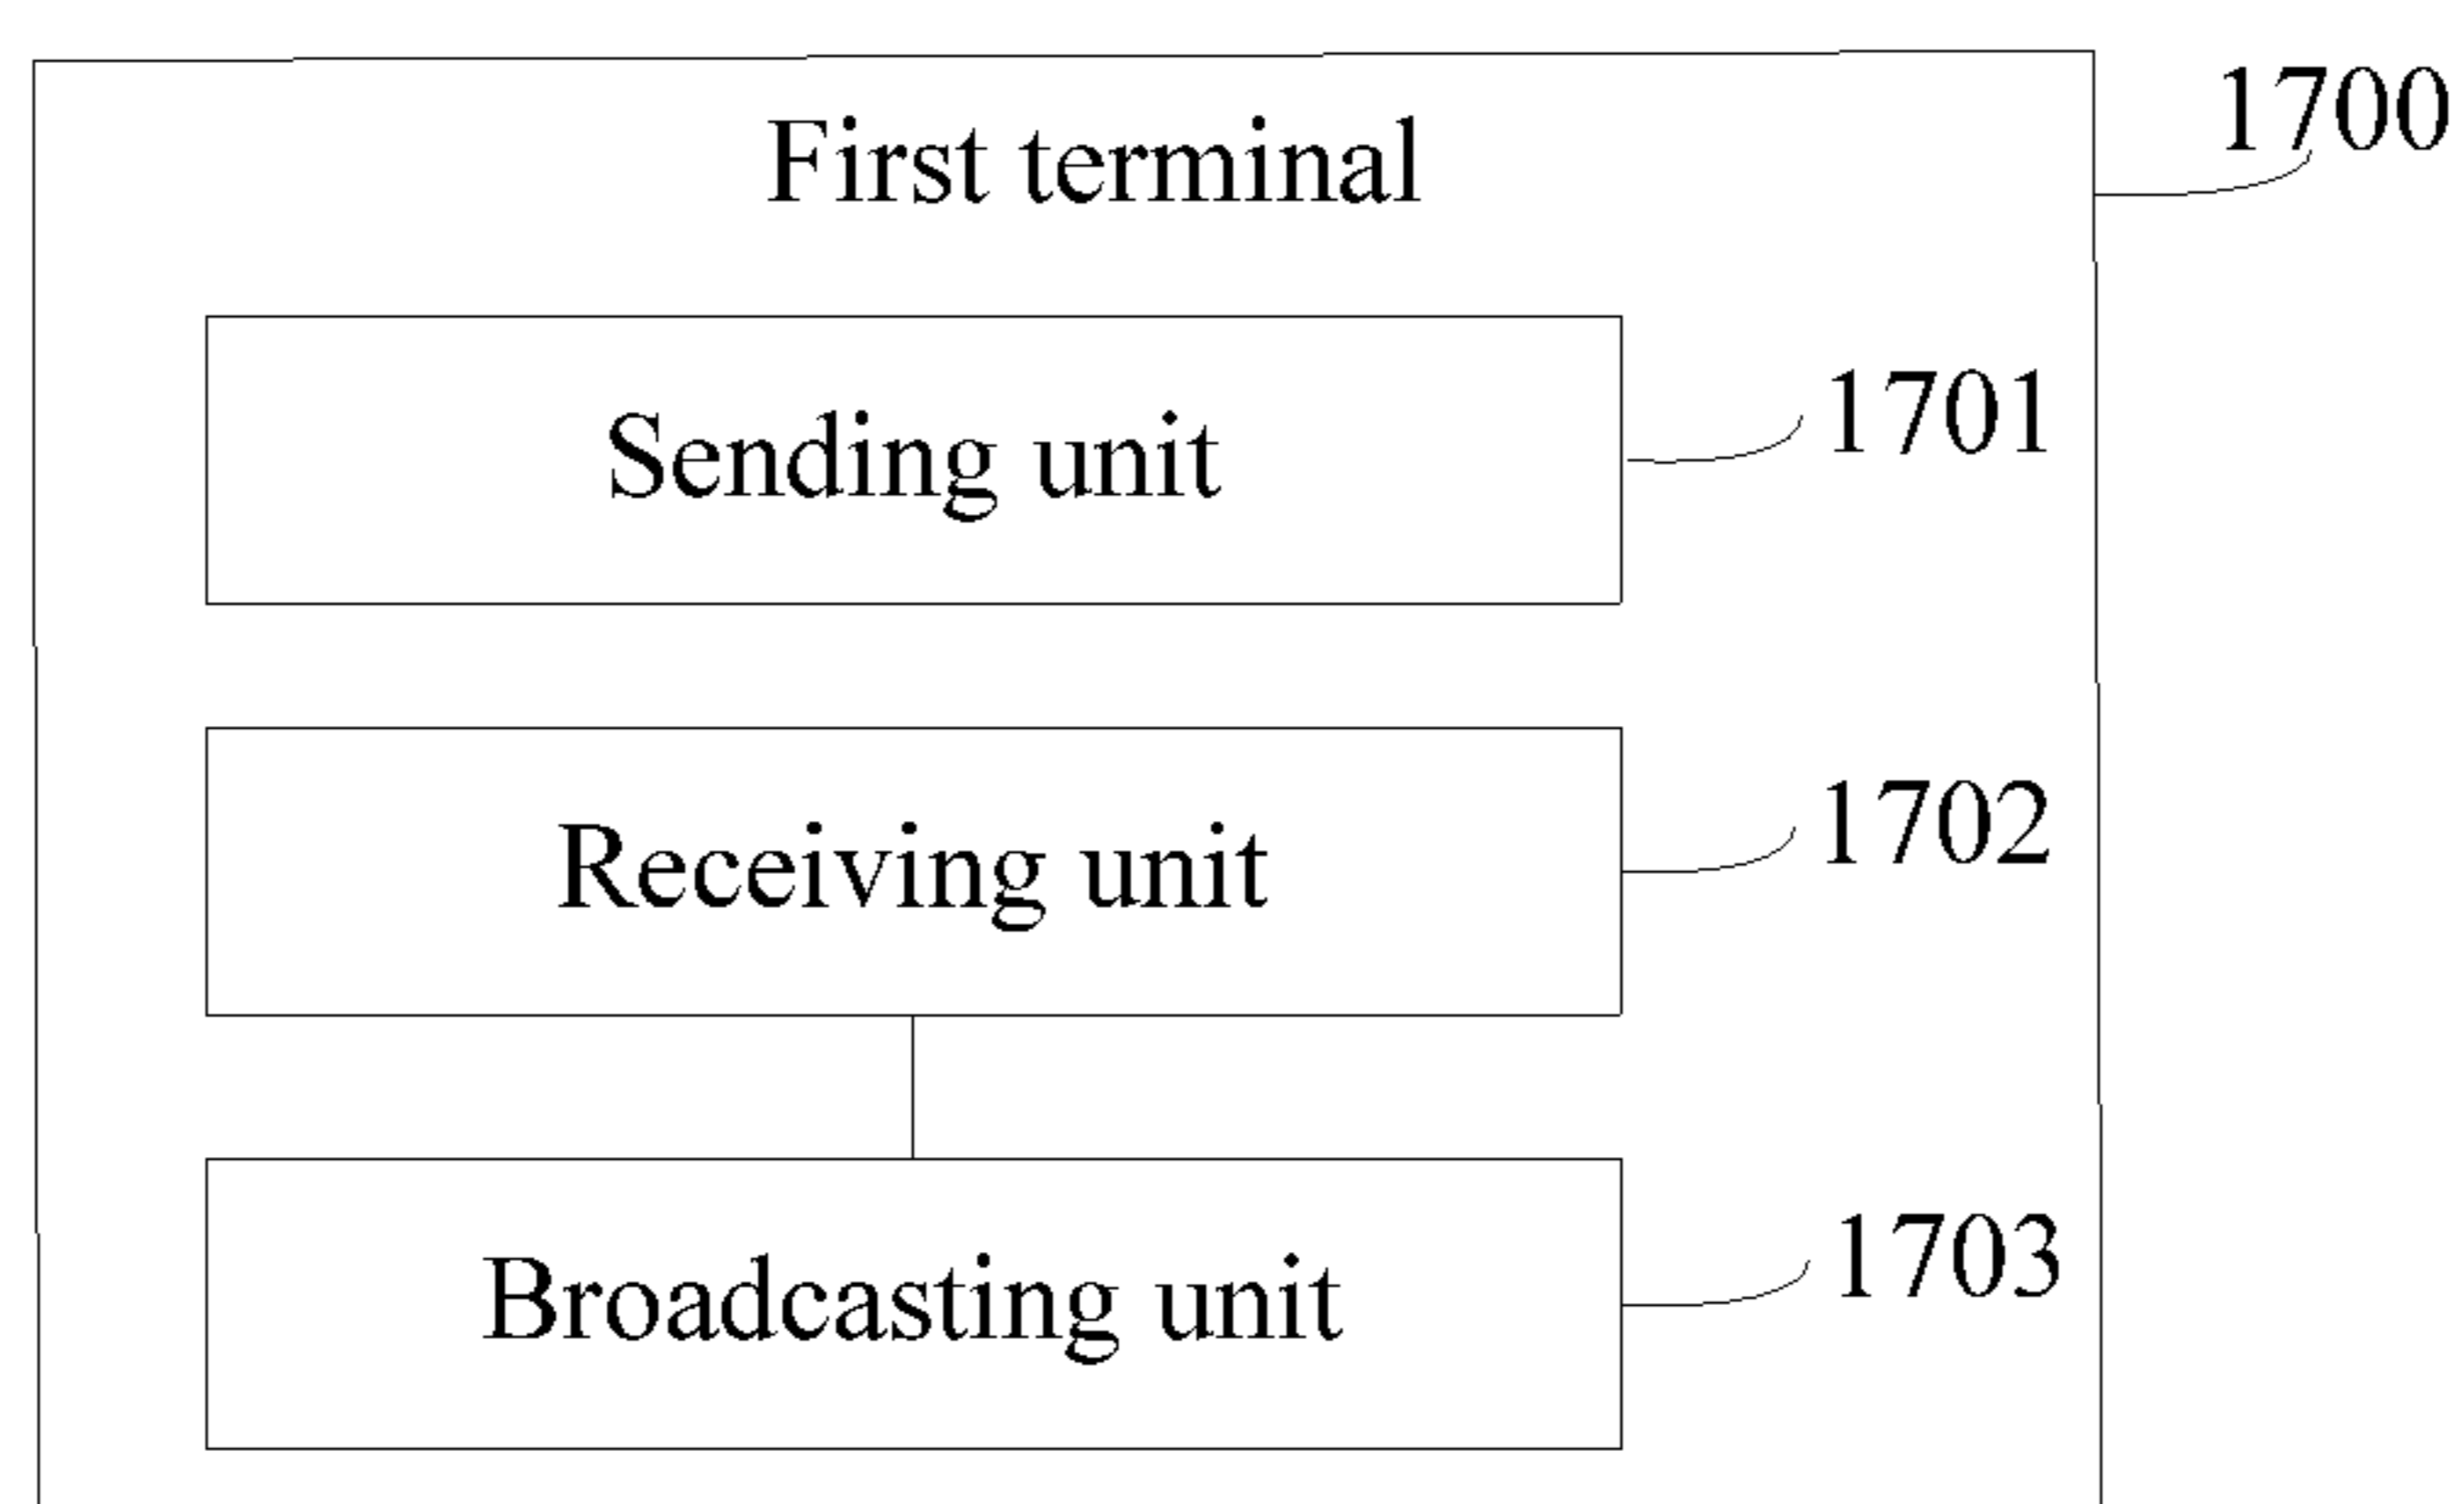 First terminal
1700
Sending unit
1701
Receiving unit
1702
Broadcasting unit
1703